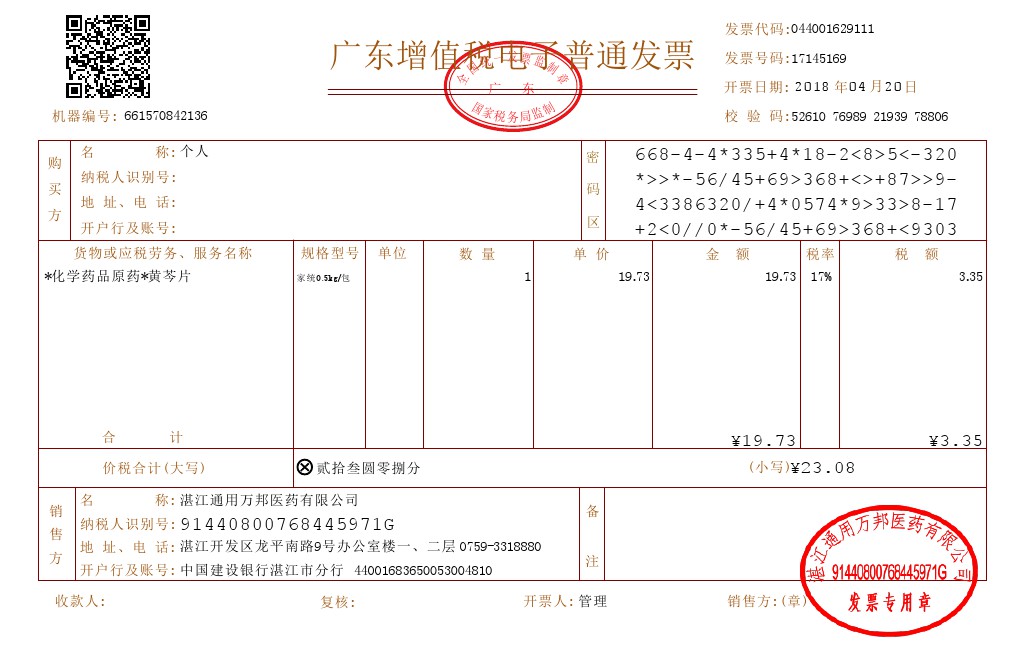 广东增值税电子普通发票
全国统一发票监制章
广 东
国家税务局监制
发票代码:044001629111
发票号码:17145169
开票日期: 2018 年04 月20 日
校 验 码:52610 76989 21939 78806
机器编号: 661570842136
购买方
名 称: 个人
纳税人识别号:
地 址、电 话:
开户行及账号:
密码区
668-4-4*335+4*18-2<8>5<-320
*>>*-56/45+69>368+<>+87>>9-
4<3386320/+4*0574*9>33>8-17
+2<0//0*-56/45+69>368+<9303
货物或应税劳务、服务名称 规格型号 单位 数 量 单 价 金 额 税率 税 额
*化学药品原药*黄芩片 家统0.5kg/包 1 19.73 19.73 17% 3.35
合 计 ¥19.73 ¥3.35
价税合计(大写) ⊗贰拾叁圆零捌分 (小写)¥23.08
销售方
名 称: 湛江通用万邦医药有限公司
纳税人识别号: 91440800768445971G
地 址、电 话: 湛江开发区龙平南路9号办公室楼一、二层 0759-3318880
开户行及账号: 中国建设银行湛江市分行 44001683650053004810
备注
收款人: 复核: 开票人: 管理 销售方:(章)
湛江通用万邦医药有限公司
91440800768445971G
发票专用章